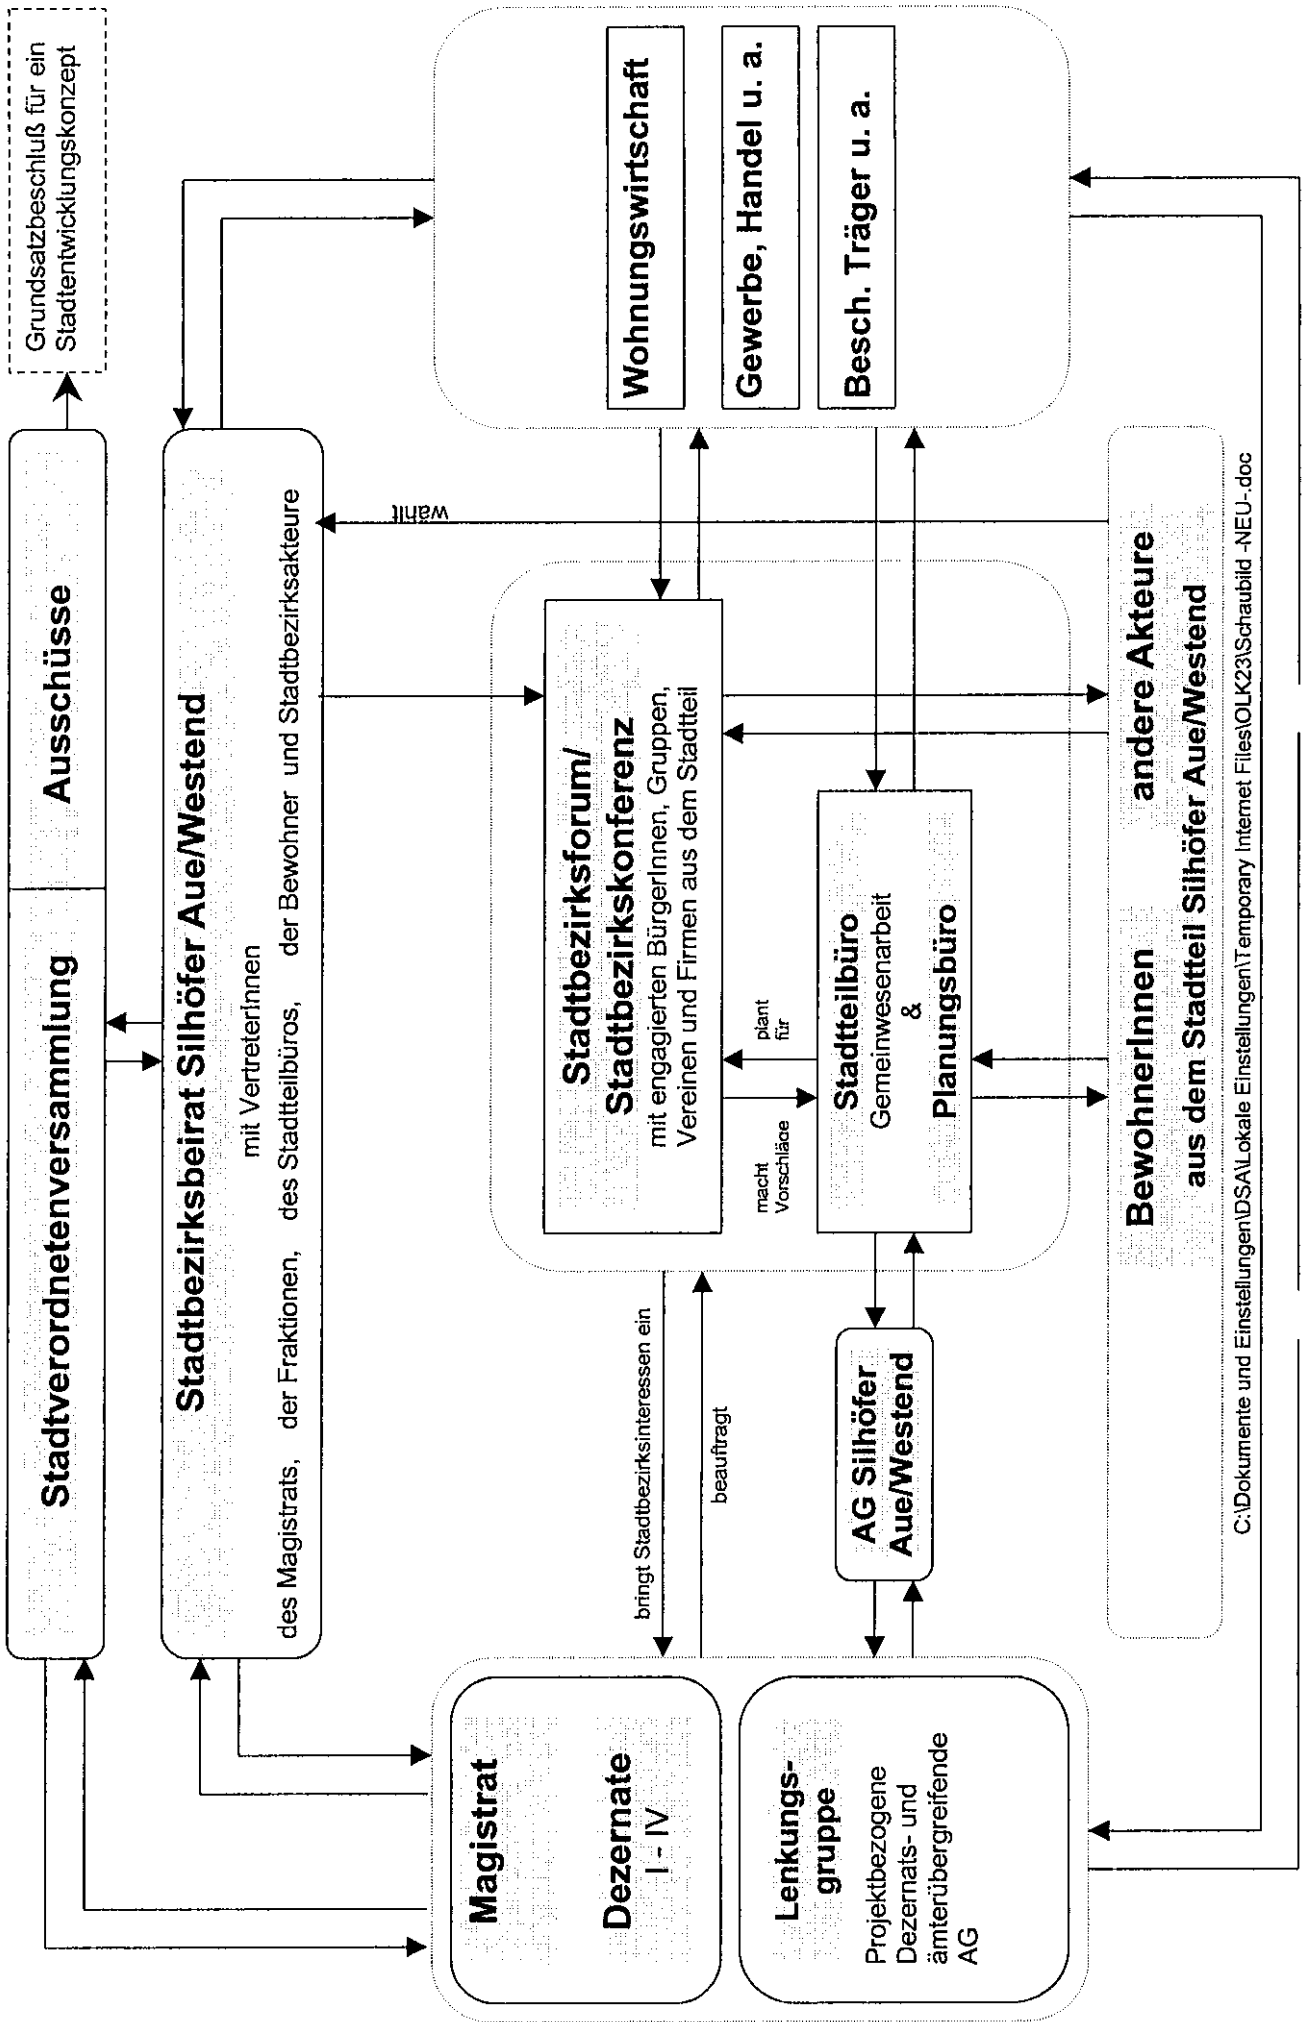 Stadtverordnetenversammlung
Ausschüsse
Grundsatzbeschluß für ein
Stadtentwicklungskonzept
Stadtbezirksbeirat Silhöfer Aue/Westend
mit VertreterInnen
des Magistrats, der Fraktionen, des Stadtteilbüros, der Bewohner und Stadtbezirksakteure
Magistrat
Dezernate
I - IV
Lenkungs-
gruppe
Projektbezogene
Dezernats- und
ämterübergreifende
AG
bringt Stadtbezirksinteressen ein
beauftragt
AG Silhöfer
Aue/Westend
Stadtbezirksforum/
Stadtbezirkskonferenz
mit engagierten BürgerInnen, Gruppen,
Vereinen und Firmen aus dem Stadtteil
macht
Vorschläge
plant
für
Stadtteilbüro
Gemeinwesenarbeit
&
Planungsbüro
wählt
Wohnungswirtschaft
Gewerbe, Handel u. a.
Besch. Träger u. a.
BewohnerInnen
andere Akteure
aus dem Stadtteil Silhöfer Aue/Westend
C:\Dokumente und Einstellungen\DSA\Lokale Einstellungen\Temporary Internet Files\OLK23\Schaubild -NEU-.doc